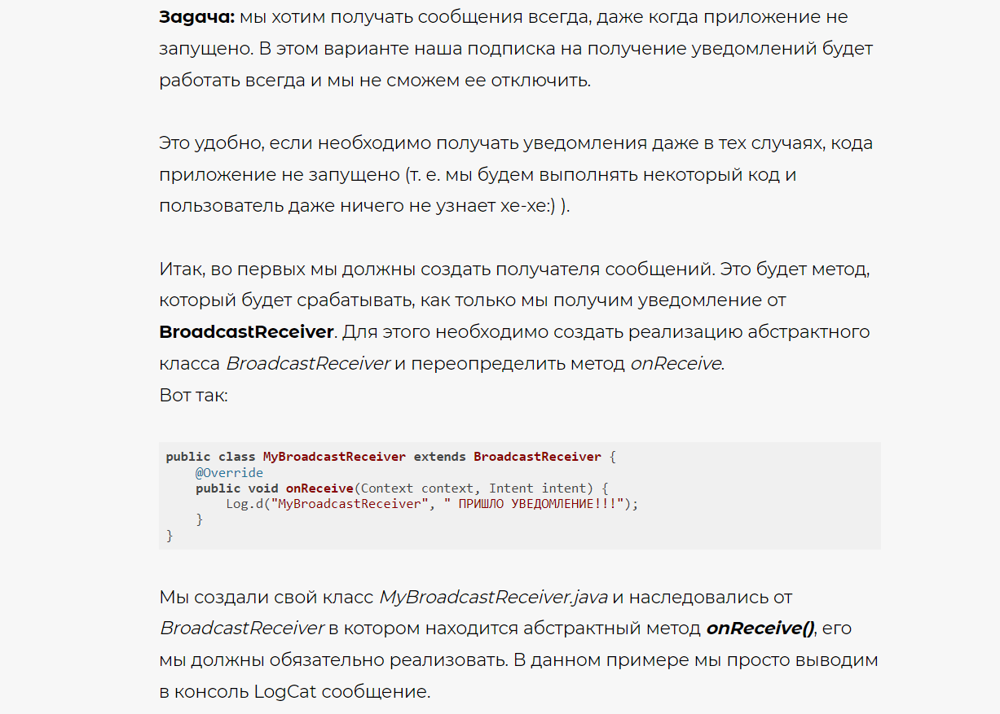 Задача: мы хотим получать сообщения всегда, даже когда приложение не
запущено. В этом варианте наша подписка на получение уведомлений будет
работать всегда и мы не сможем ее отключить.
Это удобно, если необходимо получать уведомления даже в тех случаях, кода
приложение не запущено (т. е. мы будем выполнять некоторый код и
пользователь даже ничего не узнает хе-хе:) ).
Итак, во первых мы должны создать получателя сообщений. Это будет метод,
который будет срабатывать, как только мы получим уведомление от
BroadcastReceiver. Для этого необходимо создать реализацию абстрактного
класса BroadcastReceiver и переопределить метод onReceive.
Вот так:
public class MyBroadcastReceiver extends BroadcastReceiver {
    @Override
    public void onReceive(Context context, Intent intent) {
        Log.d("MyBroadcastReceiver", " ПРИШЛО УВЕДОМЛЕНИЕ!!!");
    }
}
Мы создали свой класс MyBroadcastReceiver.java и наследовались от
BroadcastReceiver в котором находится абстрактный метод onReceive(), его
мы должны обязательно реализовать. В данном примере мы просто выводим
в консоль LogCat сообщение.